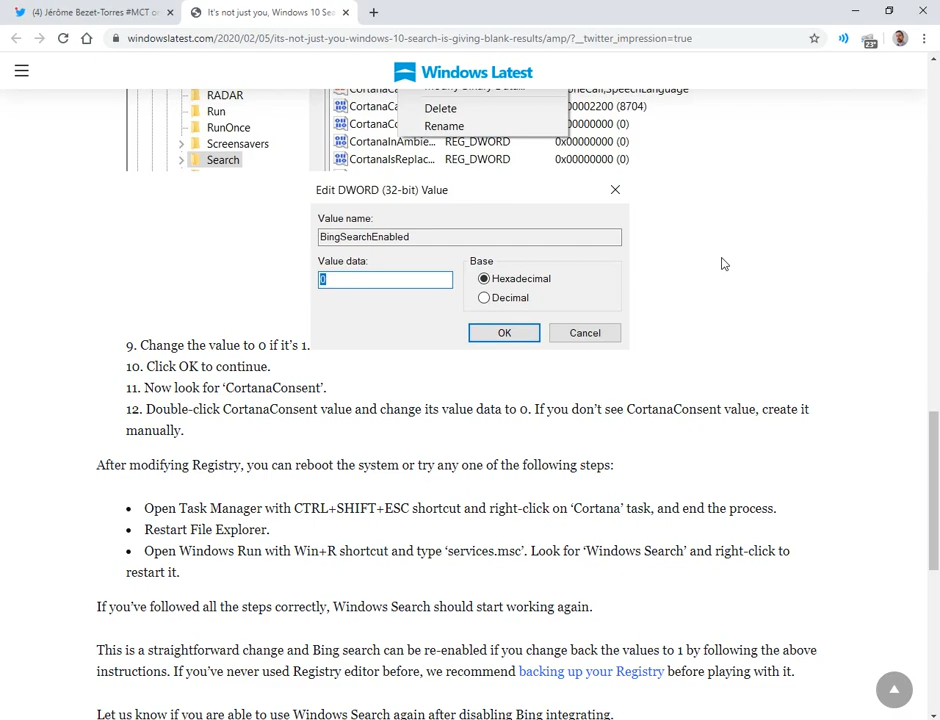 (4) Jérôme Bezet-Torres #MCT on
It's not just you, Windows 10 Sea
windowslatest.com/2020/02/05/its-not-just-you-windows-10-search-is-giving-blank-results/amp/?__twitter_impression=true
23
Windows Latest
RADAR
Run
RunOnce
Screensavers
Search
Delete
Rename
CortanaCa
CortanaCo
CortanaInAmbie... REG_DWORD 0x00000000 (0)
CortanaIsReplac... REG_DWORD 0x00000000 (0)
oneCall,SpeechLanguage
0002200 (8704)
0000000 (0)
Edit DWORD (32-bit) Value
Value name:
BingSearchEnabled
Value data:
0
Base
Hexadecimal
Decimal
OK Cancel
9. Change the value to 0 if it’s 1.
10. Click OK to continue.
11. Now look for ‘CortanaConsent’.
12. Double-click CortanaConsent value and change its value data to 0. If you don’t see CortanaConsent value, create it
manually.
After modifying Registry, you can reboot the system or try any one of the following steps:
• Open Task Manager with CTRL+SHIFT+ESC shortcut and right-click on ‘Cortana’ task, and end the process.
• Restart File Explorer.
• Open Windows Run with Win+R shortcut and type ‘services.msc’. Look for ‘Windows Search’ and right-click to
restart it.
If you’ve followed all the steps correctly, Windows Search should start working again.
This is a straightforward change and Bing search can be re-enabled if you change back the values to 1 by following the above
instructions. If you’ve never used Registry editor before, we recommend backing up your Registry before playing with it.
Let us know if you are able to use Windows Search again after disabling Bing integrating.